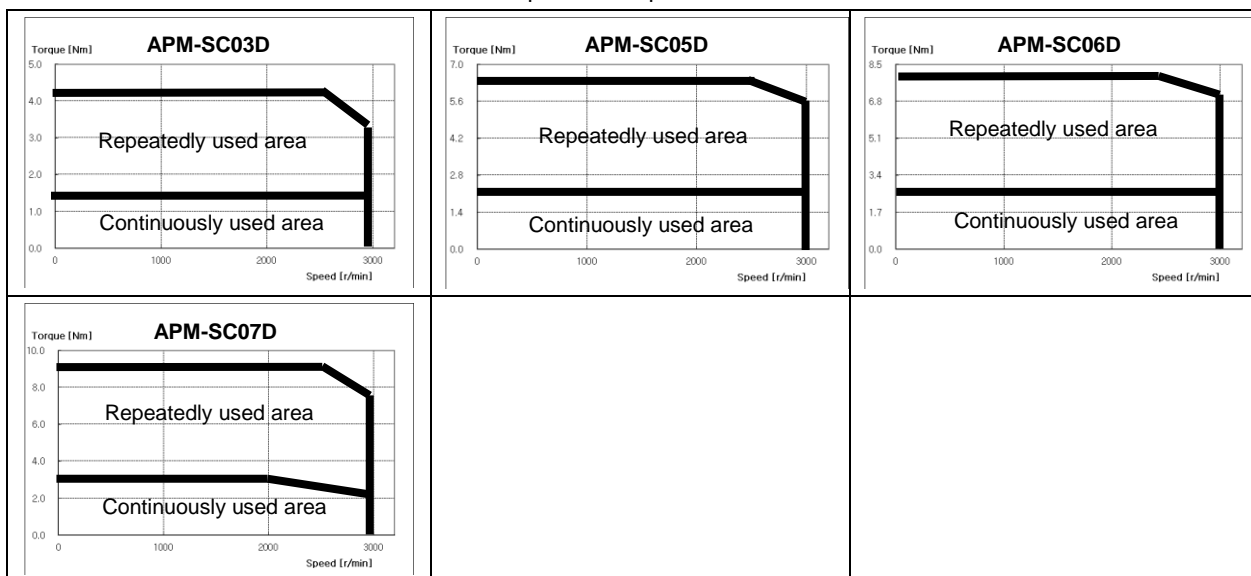 APM-SC03D
Torque [Nm]
5.0
4.0
3.0
2.0
1.0
0.0
Repeatedly used area
Continuously used area
0 1000 2000 3000
Speed [r/min]
APM-SC05D
Torque [Nm]
7.0
5.6
4.2
2.8
1.4
0.0
Repeatedly used area
Continuously used area
0 1000 2000 3000
Speed [r/min]
APM-SC06D
Torque [Nm]
8.5
6.8
5.1
3.4
1.7
0.0
Repeatedly used area
Continuously used area
0 1000 2000 3000
Speed [r/min]
APM-SC07D
Torque [Nm]
10.0
8.0
6.0
4.0
2.0
0.0
Repeatedly used area
Continuously used area
0 1000 2000 3000
Speed [r/min]